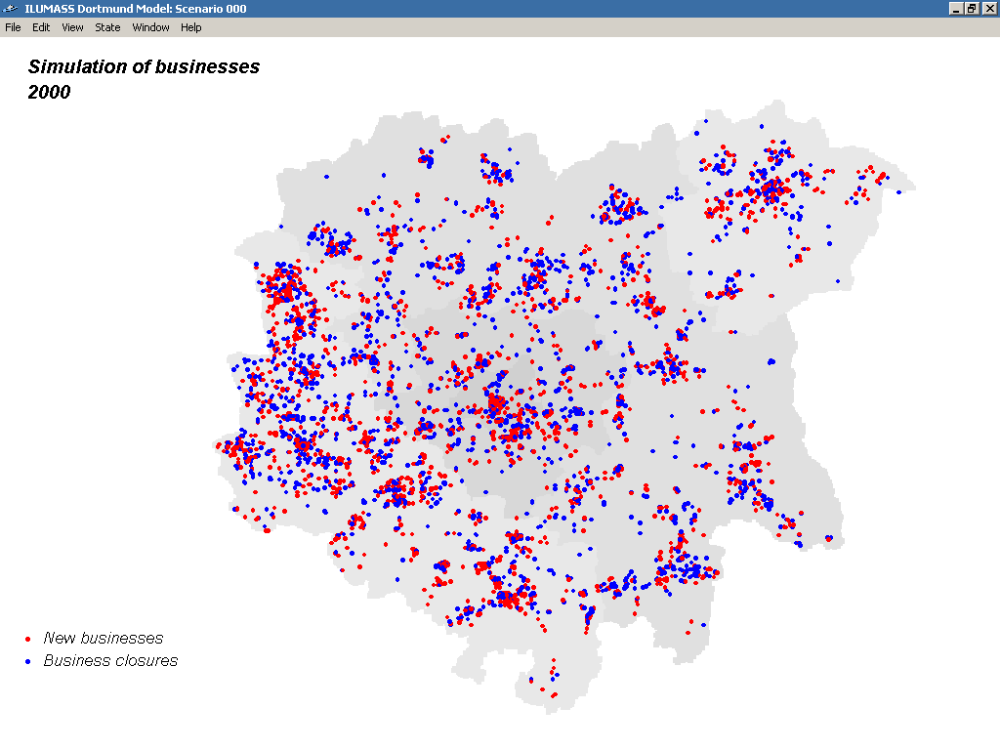 ILUMASS Dortmund Model: Scenario 000
File Edit View State Window Help
Simulation of businesses
2000
New businesses
Business closures